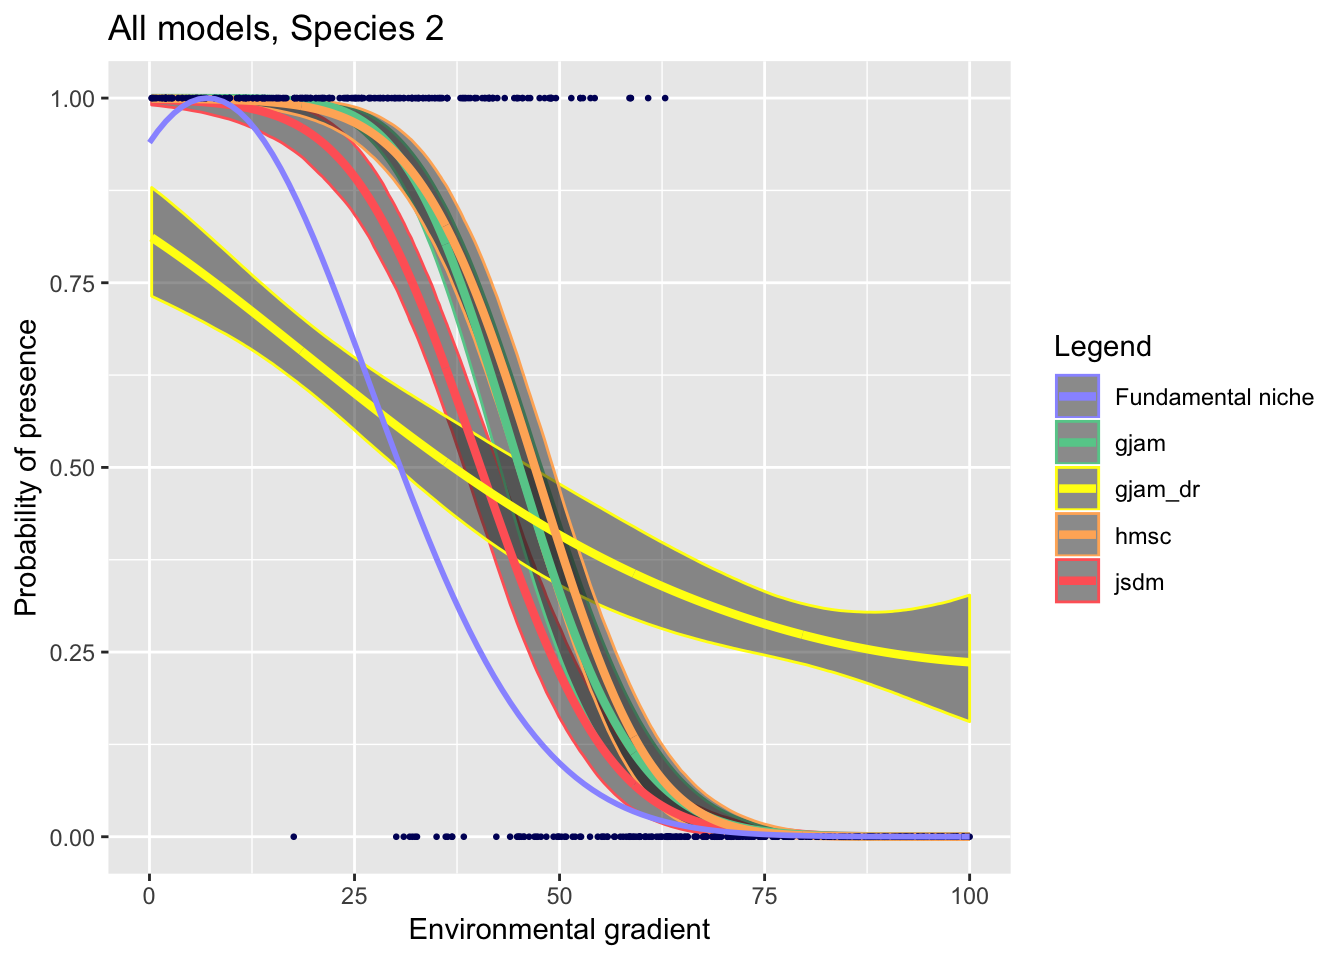 All models, Species 2
Probability of presence
1.00
0.75
0.50
0.25
0.00
0
25
50
75
100
Environmental gradient
Legend
Fundamental niche
gjam
gjam_dr
hmsc
jsdm